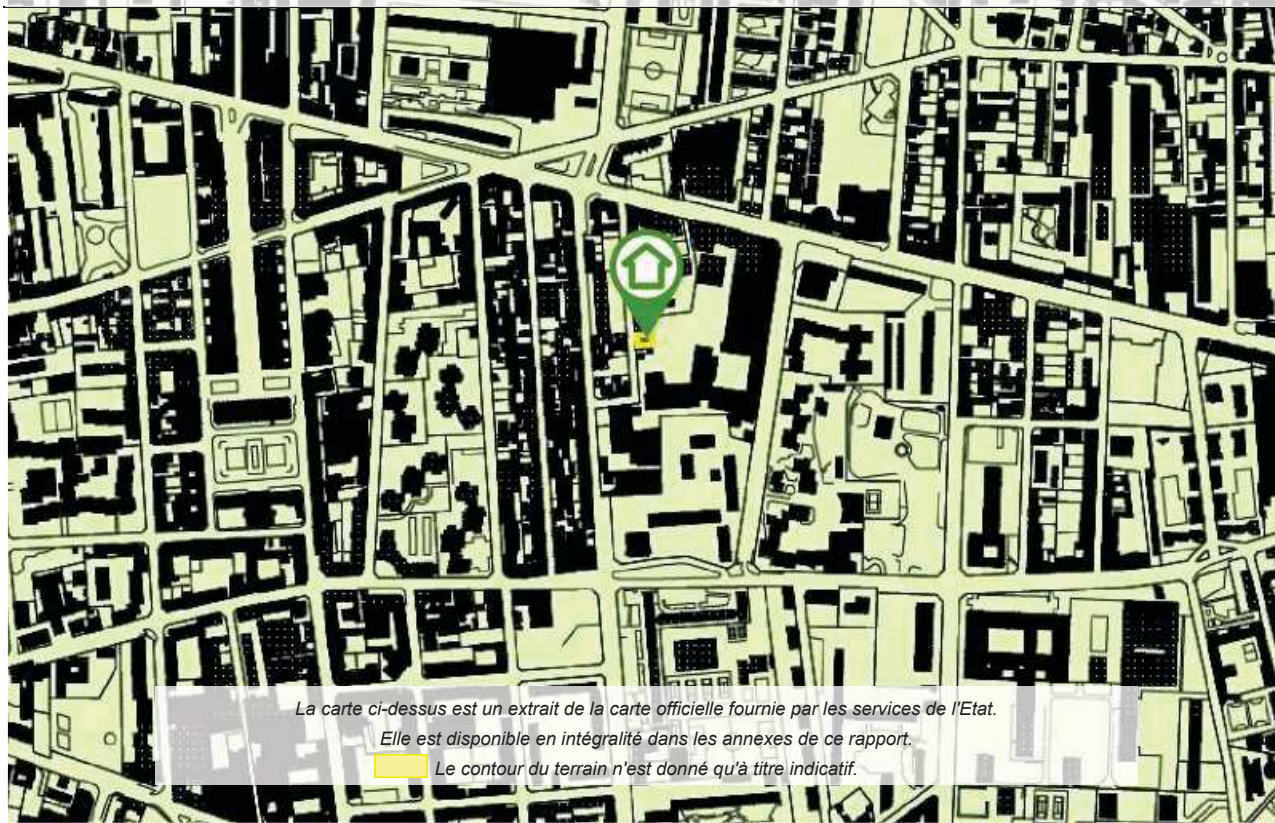 La carte ci-dessus est un extrait de la carte officielle fournie par les services de l'Etat.
Elle est disponible en intégralité dans les annexes de ce rapport.
Le contour du terrain n'est donné qu'à titre indicatif.